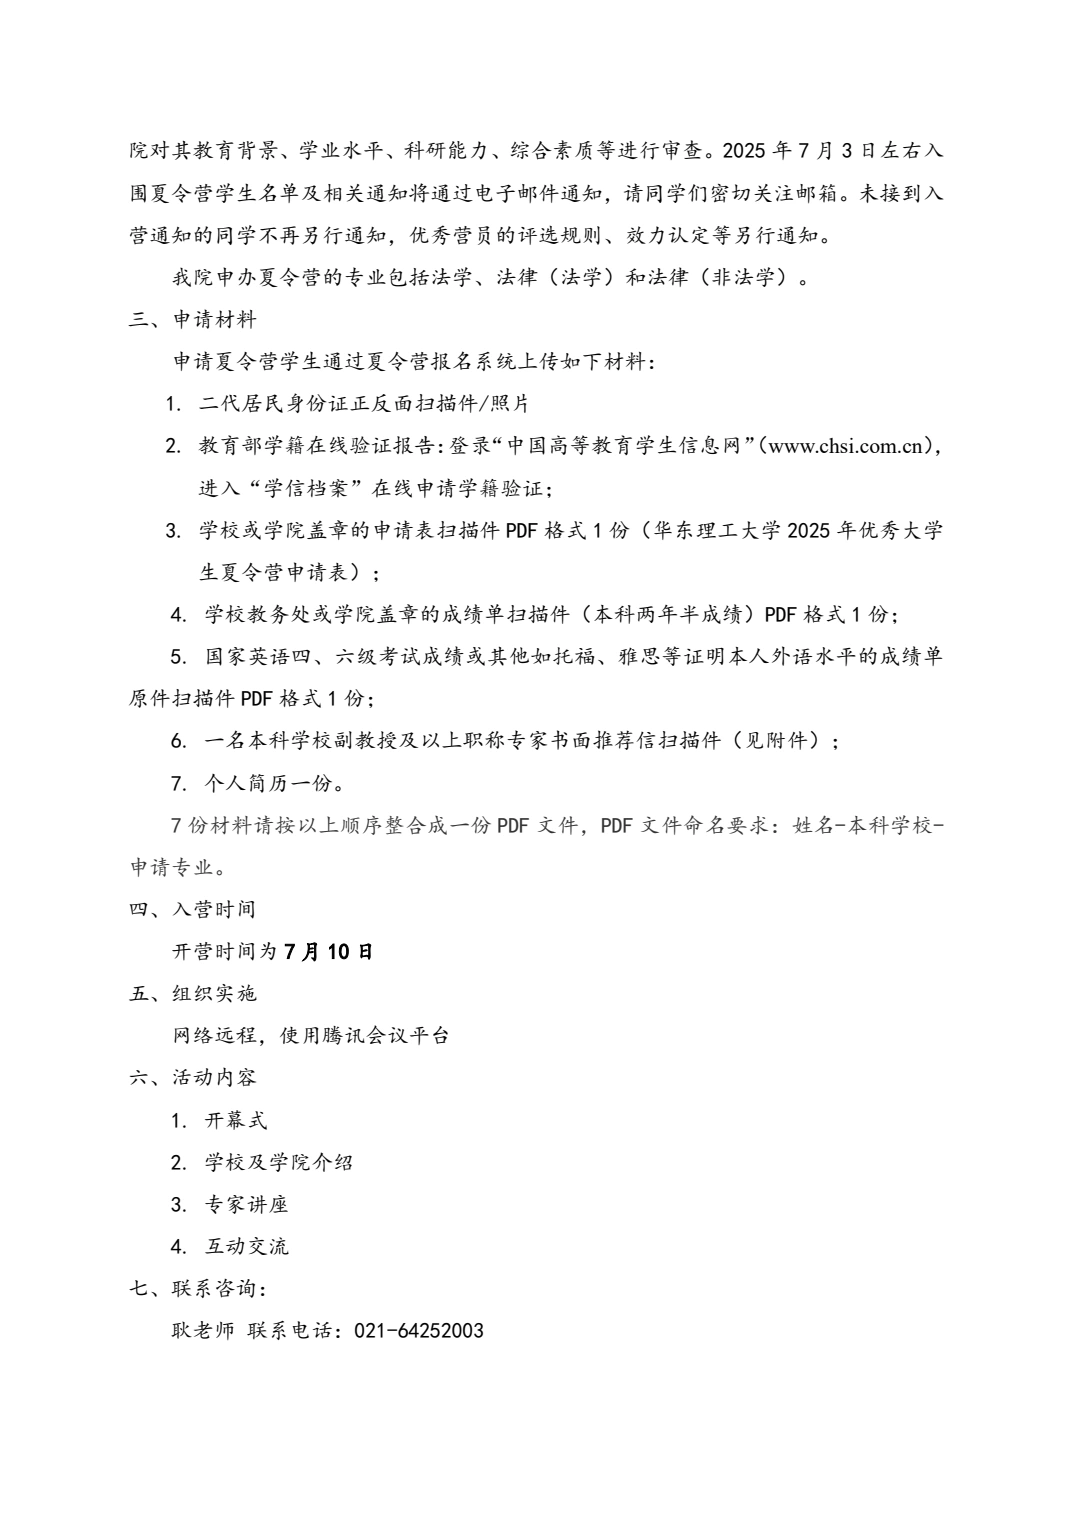 院对其教育背景、学业水平、科研能力、综合素质等进行审查。2025 年 7 月 3 日左右入
围夏令营学生名单及相关通知将通过电子邮件通知，请同学们密切关注邮箱。未接到入
营通知的同学不再另行通知，优秀营员的评选规则、效力认定等另行通知。
我院申办夏令营的专业包括法学、法律（法学）和法律（非法学）。
三、申请材料
申请夏令营学生通过夏令营报名系统上传如下材料：
1. 二代居民身份证正反面扫描件/照片
2. 教育部学籍在线验证报告：登录“中国高等教育学生信息网”（www.chsi.com.cn），
进入“学信档案”在线申请学籍验证；
3. 学校或学院盖章的申请表扫描件 PDF 格式 1 份（华东理工大学 2025 年优秀大学
生夏令营申请表）；
4. 学校教务处或学院盖章的成绩单扫描件（本科两年半成绩）PDF 格式 1 份；
5. 国家英语四、六级考试成绩或其他如托福、雅思等证明本人外语水平的成绩单
原件扫描件 PDF 格式 1 份；
6. 一名本科学校副教授及以上职称专家书面推荐信扫描件（见附件）；
7. 个人简历一份。
7 份材料请按以上顺序整合成一份 PDF 文件，PDF 文件命名要求：姓名-本科学校-
申请专业。
四、入营时间
开营时间为 7 月 10 日
五、组织实施
网络远程，使用腾讯会议平台
六、活动内容
1. 开幕式
2. 学校及学院介绍
3. 专家讲座
4. 互动交流
七、联系咨询：
耿老师 联系电话：021-64252003